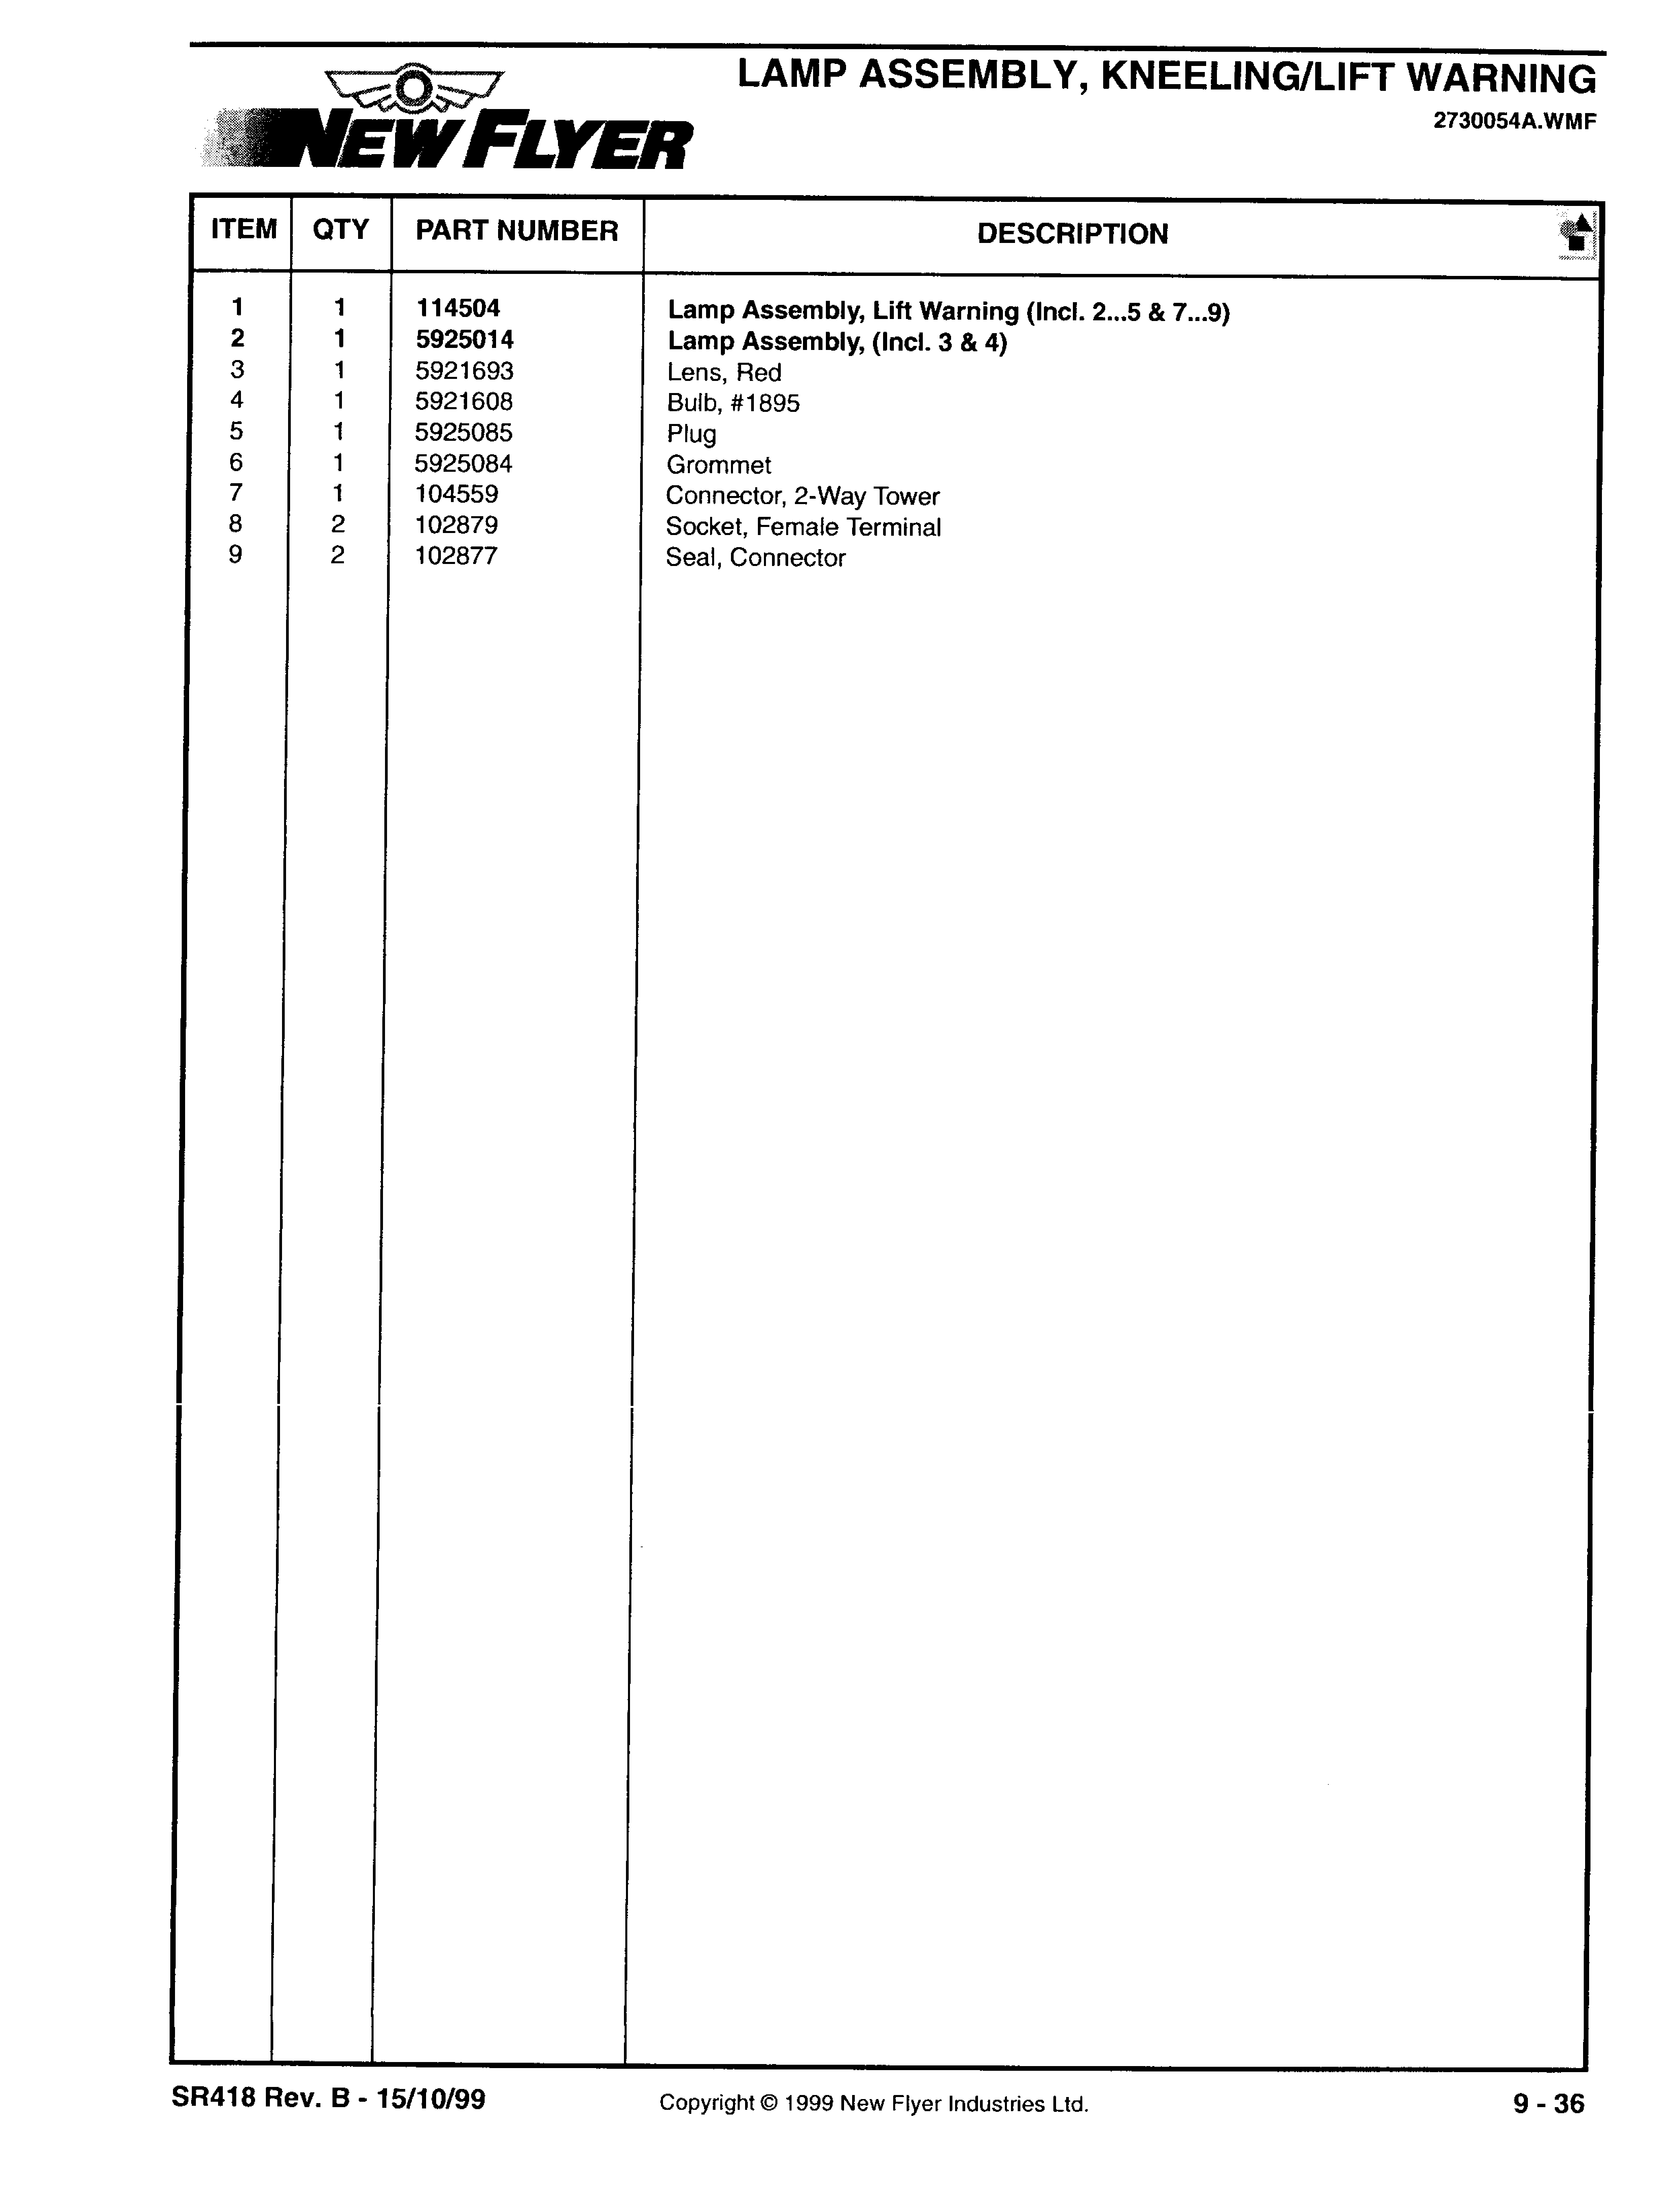 LAMP ASSEMBLY, KNEELING/LIFT WARNING
2730054A.WMF
NEW FLYER
ITEM QTY PART NUMBER DESCRIPTION
1 1 114504 Lamp Assembly, Lift Warning (Incl. 2...5 & 7...9)
2 1 5925014 Lamp Assembly, (Incl. 3 & 4)
3 1 5921693 Lens, Red
4 1 5921608 Bulb, #1895
5 1 5925085 Plug
6 1 5925084 Grommet
7 1 104559 Connector, 2-Way Tower
8 2 102879 Socket, Female Terminal
9 2 102877 Seal, Connector
SR418 Rev. B - 15/10/99 Copyright © 1999 New Flyer Industries Ltd. 9 - 36